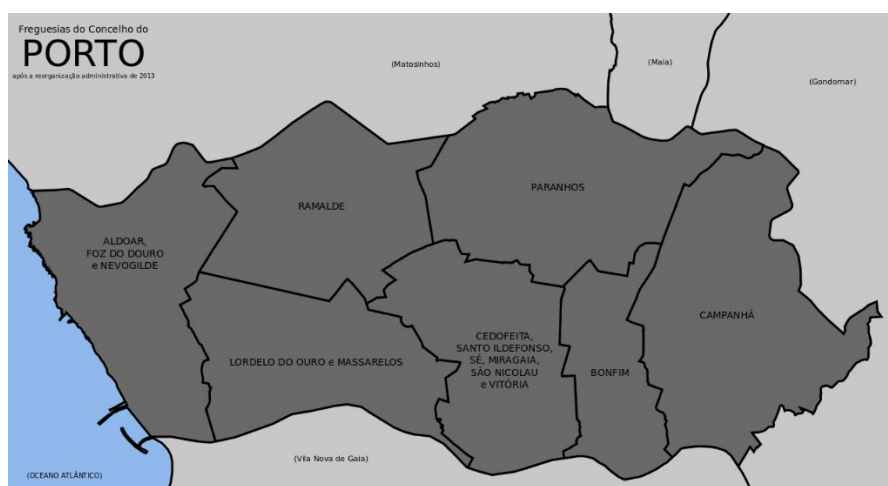 Freguesias do Concelho do
PORTO
após a reorganização administrativa de 2013
(Matosinhos)
(Maia)
(Gondomar)
PARANHOS
RAMALDE
ALDOAR,
FOZ DO DOURO
e NEVOGILDE
CAMPANHÃ
CEDOFEITA,
SANTO ILDEFONSO,
SÉ, MIRAGAIA,
SÃO NICOLAU
e VITÓRIA
LORDELO DO OURO e MASSARELOS
BONFIM
(Vila Nova de Gaia)
(OCEANO ATLÂNTICO)